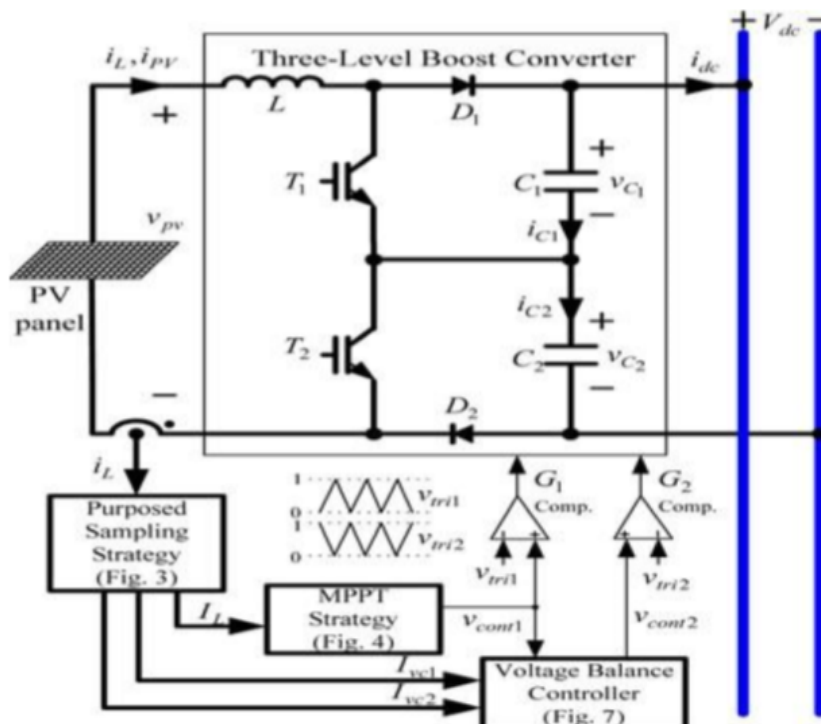 + V_dc −
i_L, i_PV
Three-Level Boost Converter
i_dc
+
L
D_1
+
T_1
C_1
v_C1
−
v_pv
i_C1
PV
panel
i_C2
+
T_2
C_2
v_C2
−
−
D_2
i_L
1
0
v_tri1
1
0
v_tri2
G_1
Comp.
G_2
Comp.
Purposed
Sampling
Strategy
(Fig. 3)
− +
+ −
v_tri1
v_tri2
I_L
MPPT
Strategy
(Fig. 4)
v_cont1
v_cont2
I_vc1
I_vc2
Voltage Balance
Controller
(Fig. 7)